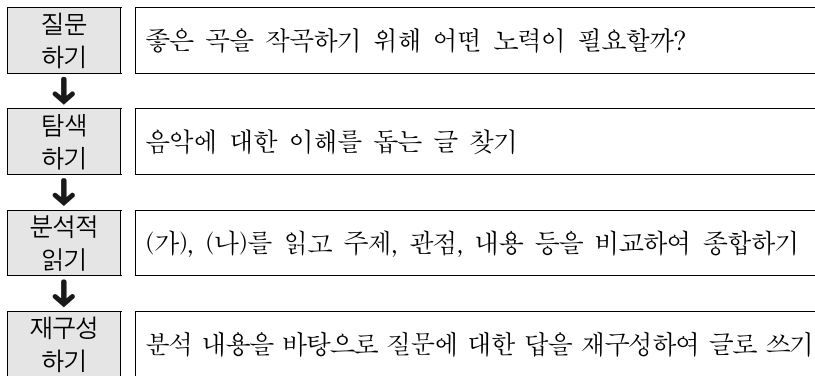 질문
하기
좋은 곡을 작곡하기 위해 어떤 노력이 필요할까?
탐색
하기
음악에 대한 이해를 돕는 글 찾기
분석적
읽기
(가), (나)를 읽고 주제, 관점, 내용 등을 비교하여 종합하기
재구성
하기
분석 내용을 바탕으로 질문에 대한 답을 재구성하여 글로 쓰기